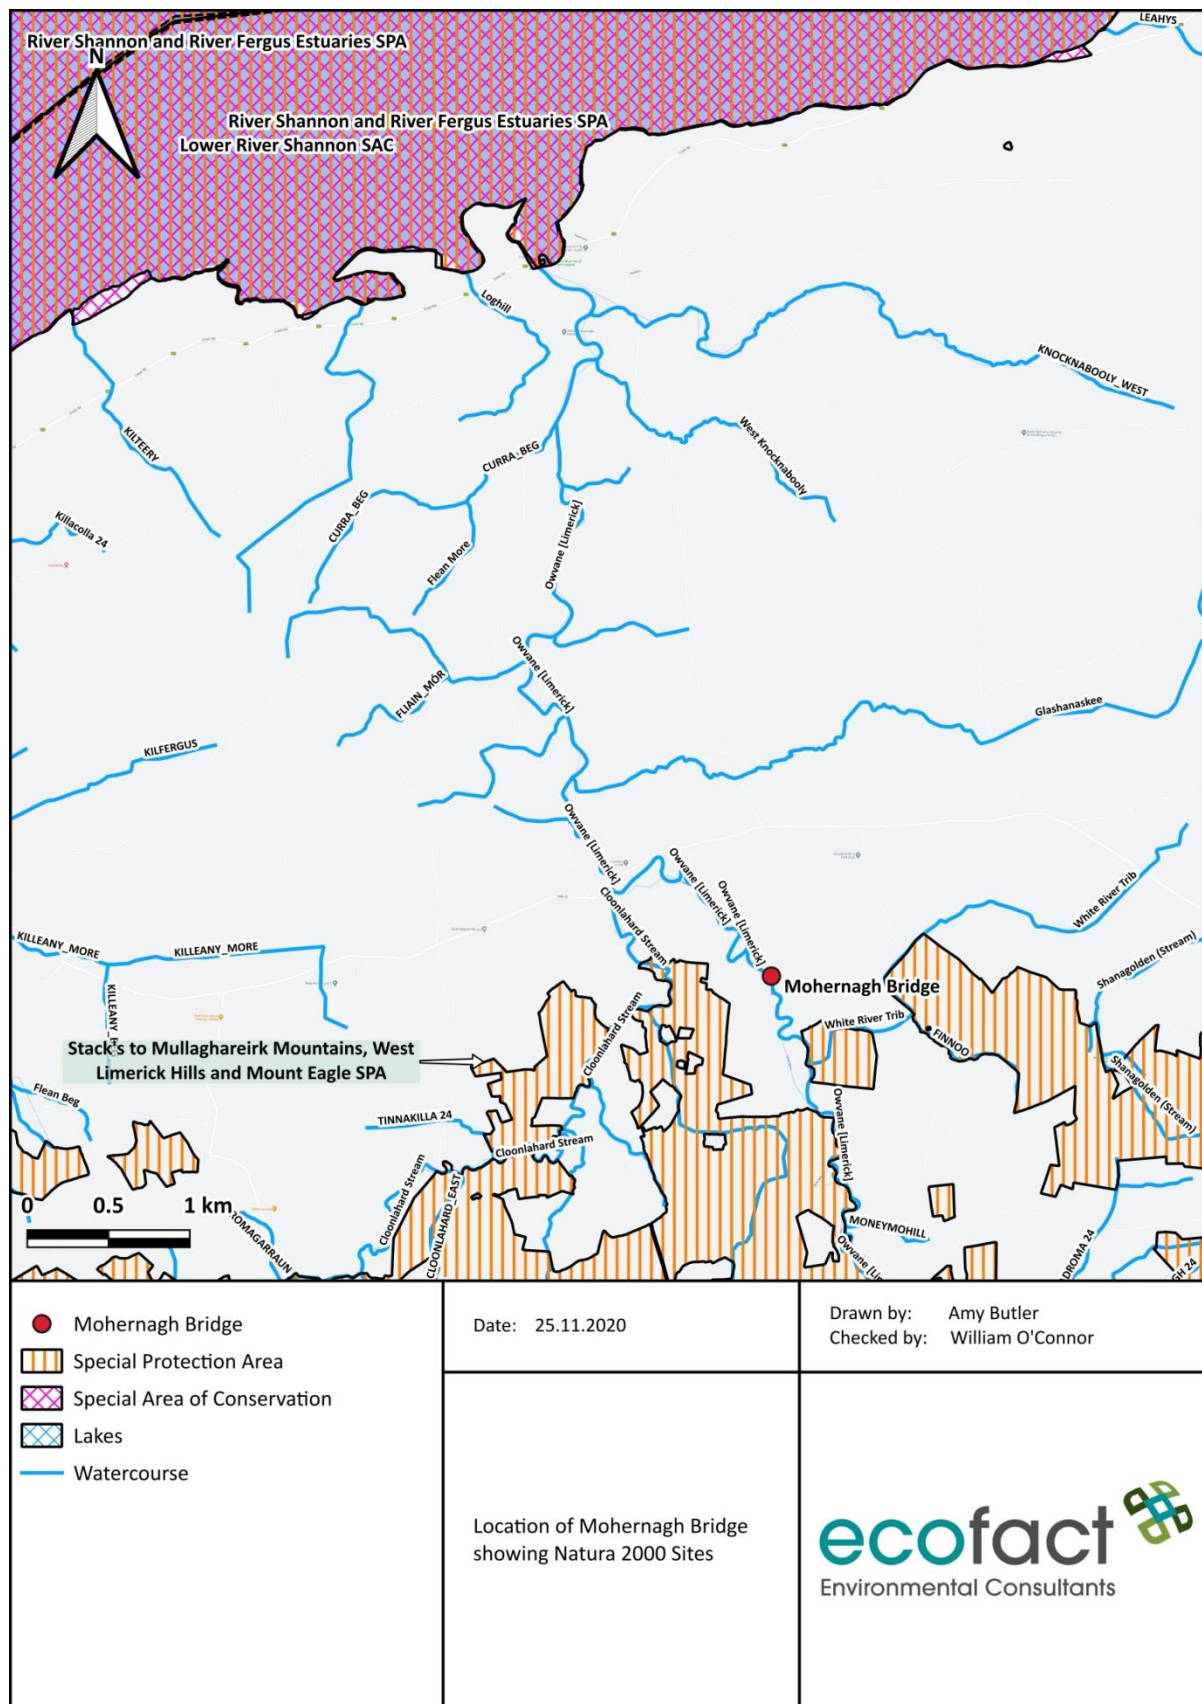 LEAHYS
River Shannon and River Fergus Estuaries SPA
N
River Shannon and River Fergus Estuaries SPA
Lower River Shannon SAC
Loghill
KNOCKNABOOLY_WEST
KILTEERY
West Knocknabooly
CURRA_BEG
CURRA_BEG
Killacolla 24
Flean More
Owvane [Limerick]
Owvane [Limerick]
FLIAIN_MÓR
Glashanaskee
KILFERGUS
Owvane [Limerick]
Owvane [Limerick]
Owvane [Limerick]
White River Trib
Cloonlahard Stream
KILLEANY_MORE
KILLEANY_MORE
Shanagolden (Stream)
Mohernagh Bridge
Cloonlahard Stream
White River Trib
FINNOO
Stack's to Mullaghareirk Mountains, West
Limerick Hills and Mount Eagle SPA
Shanagolden (Stream)
Flean Beg
TINNAKILLA 24
Owvane [Limerick]
Cloonlahard Stream
Cloonlahard Stream
CLOONLAHARD_EAST
MONEYMOHILL
0 0.5 1 km
Mohernagh Bridge
Special Protection Area
Special Area of Conservation
Lakes
Watercourse
Date: 25.11.2020
Drawn by: Amy Butler
Checked by: William O'Connor
Location of Mohernagh Bridge
showing Natura 2000 Sites
ecofact
Environmental Consultants